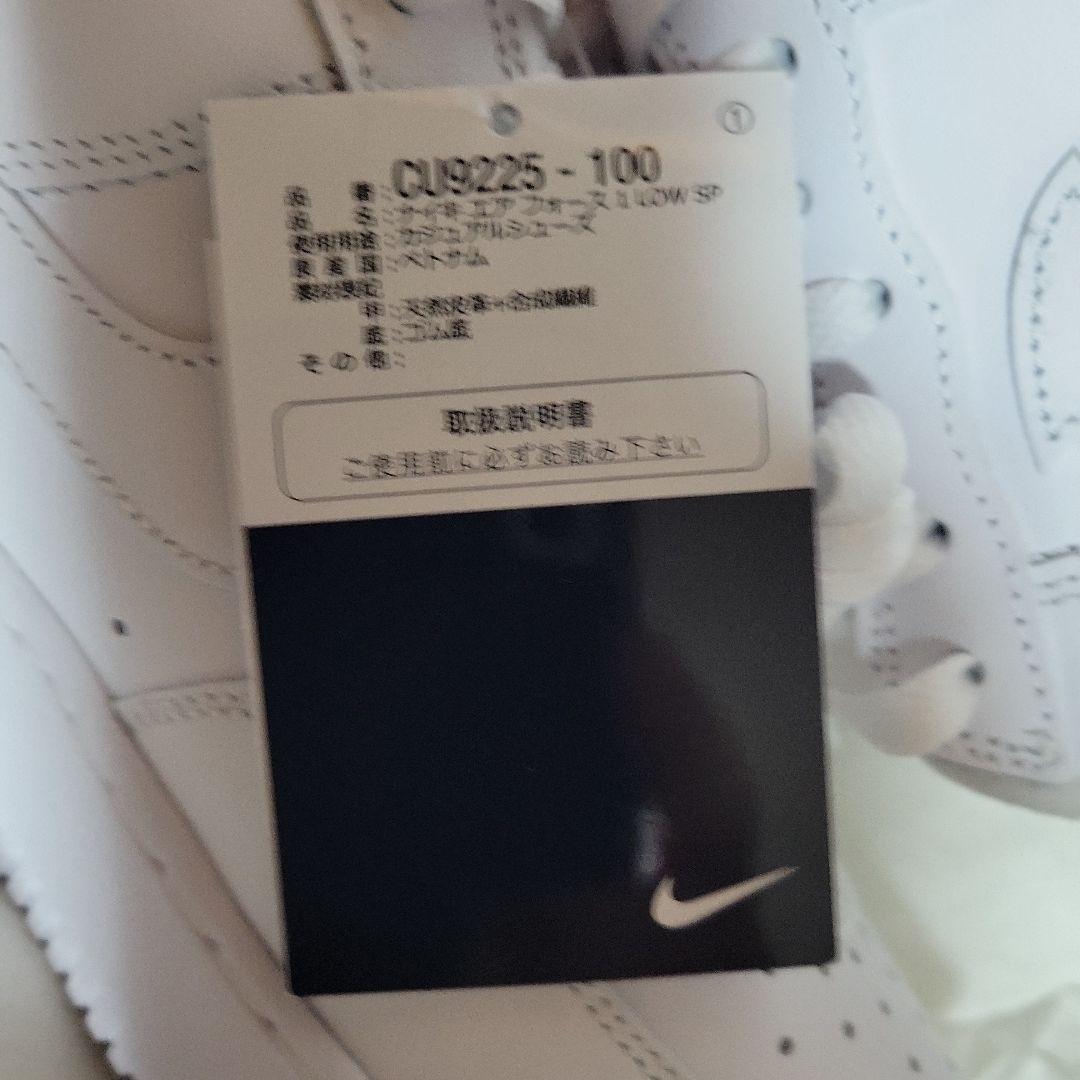 ①
CU9225 - 100
品 番:
品 名:ナイキ エア フォース 1 LOW SP
使用用途:カジュアルシューズ
原産国:ベトナム
素材表記
甲:天然皮革+合成繊維
底:ゴム底
その他:
取扱説明書
ご使用前に必ずお読み下さい